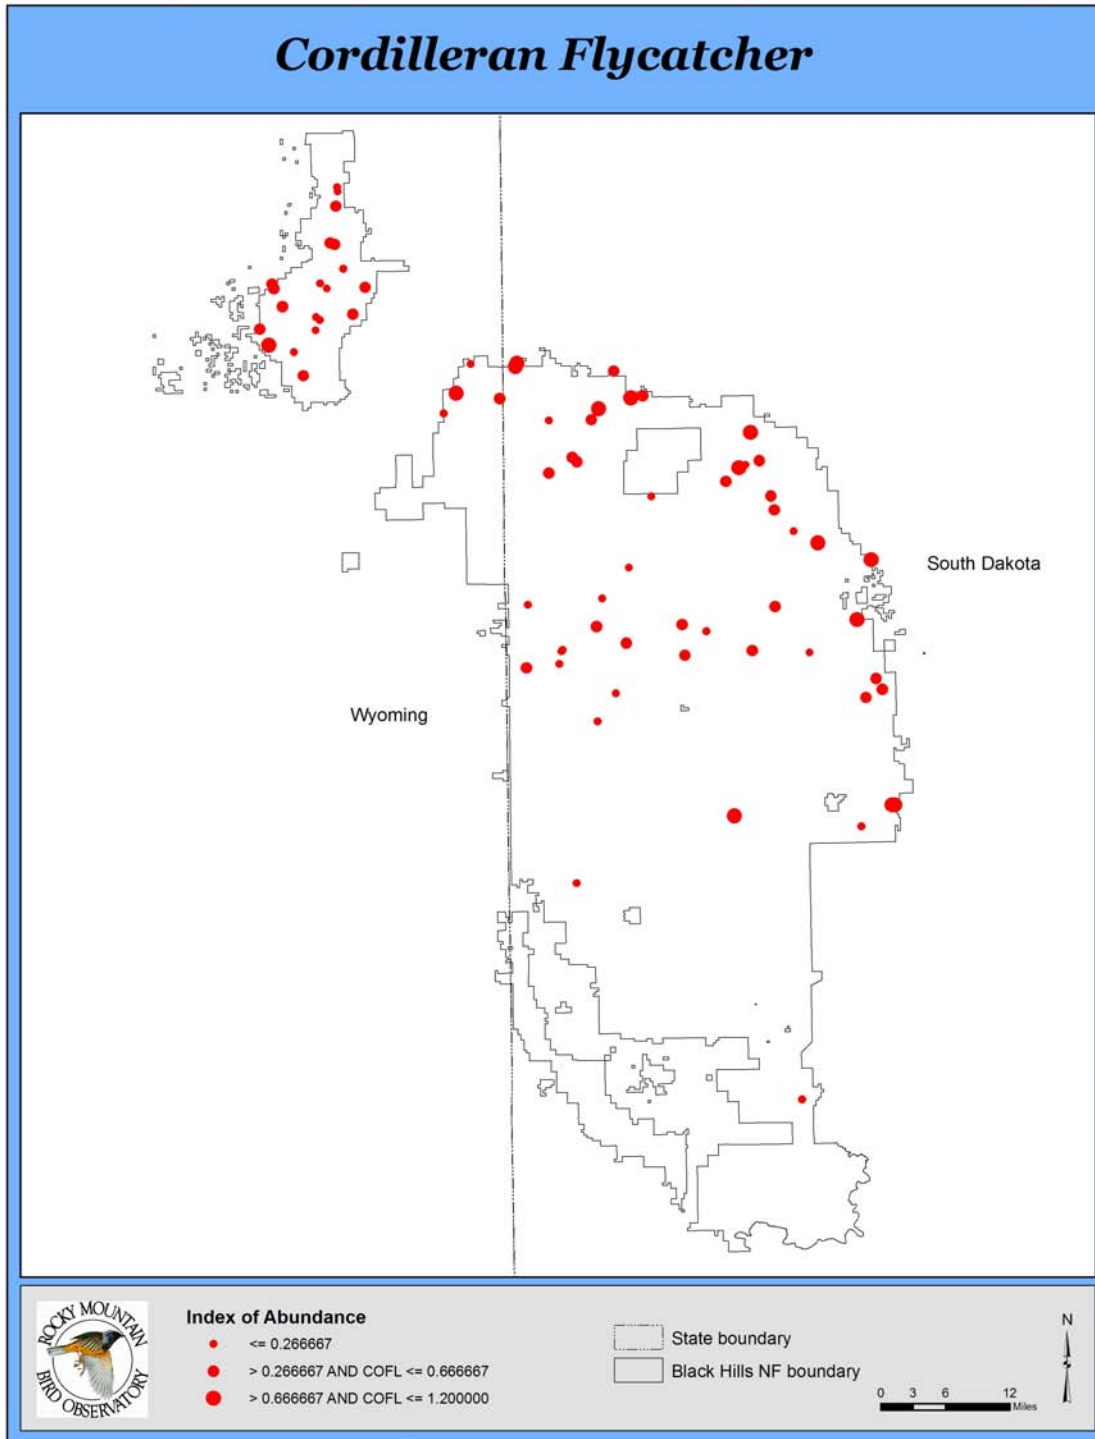 Cordilleran Flycatcher
South Dakota
Wyoming
ROCKY MOUNTAIN
BIRD OBSERVATORY
Index of Abundance
<= 0.266667
> 0.266667 AND COFL <= 0.666667
> 0.666667 AND COFL <= 1.200000
State boundary
Black Hills NF boundary
N
0 3 6 12
Miles